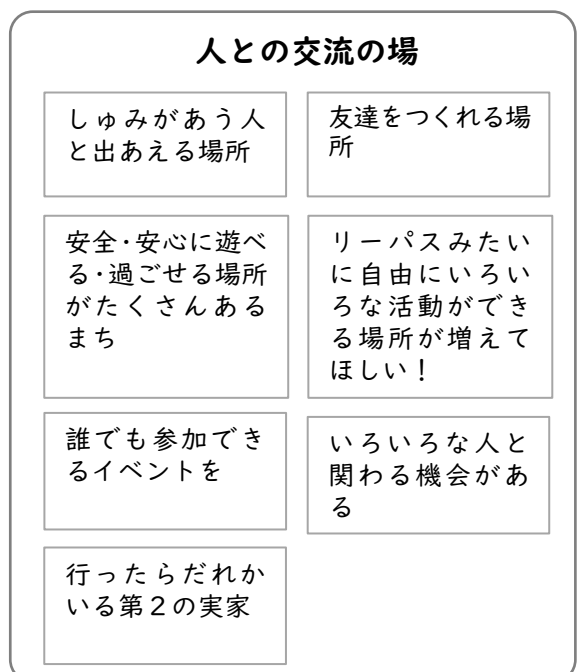 人との交流の場
しゅみがあう人
と出あえる場所
友達をつくれる場
所
安全・安心に遊べ
る・過ごせる場所
がたくさんある
まち
リーパスみたい
に自由にいろい
ろな活動ができ
る場所が増えて
ほしい！
誰でも参加でき
るイベントを
いろいろな人と
関わる機会があ
る
行ったらだれか
いる第２の実家